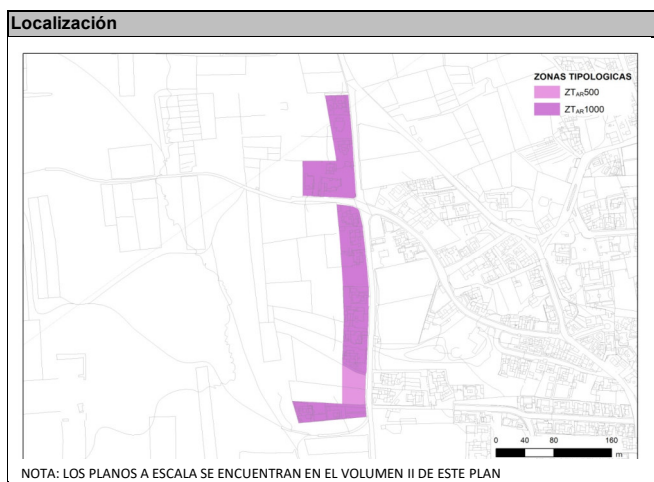 Localización
ZONAS TIPOLOGICAS
ZTAR500
ZTAR1000
0 40 80 160
m
NOTA: LOS PLANOS A ESCALA SE ENCUENTRAN EN EL VOLUMEN II DE ESTE PLAN